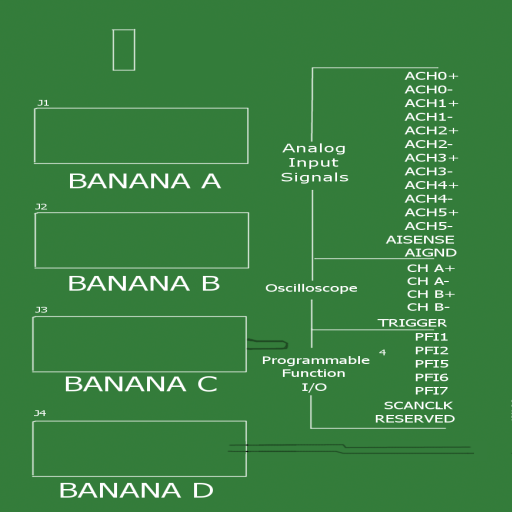 J1
BANANA A
J2
BANANA B
J3
BANANA C
J4
BANANA D
Analog
Input
Signals
ACH0+
ACH0-
ACH1+
ACH1-
ACH2+
ACH2-
ACH3+
ACH3-
ACH4+
ACH4-
ACH5+
ACH5-
AISENSE
AIGND
Oscilloscope
CH A+
CH A-
CH B+
CH B-
TRIGGER
Programmable
Function
I/O
4
PFI1
PFI2
PFI5
PFI6
PFI7
SCANCLK
RESERVED